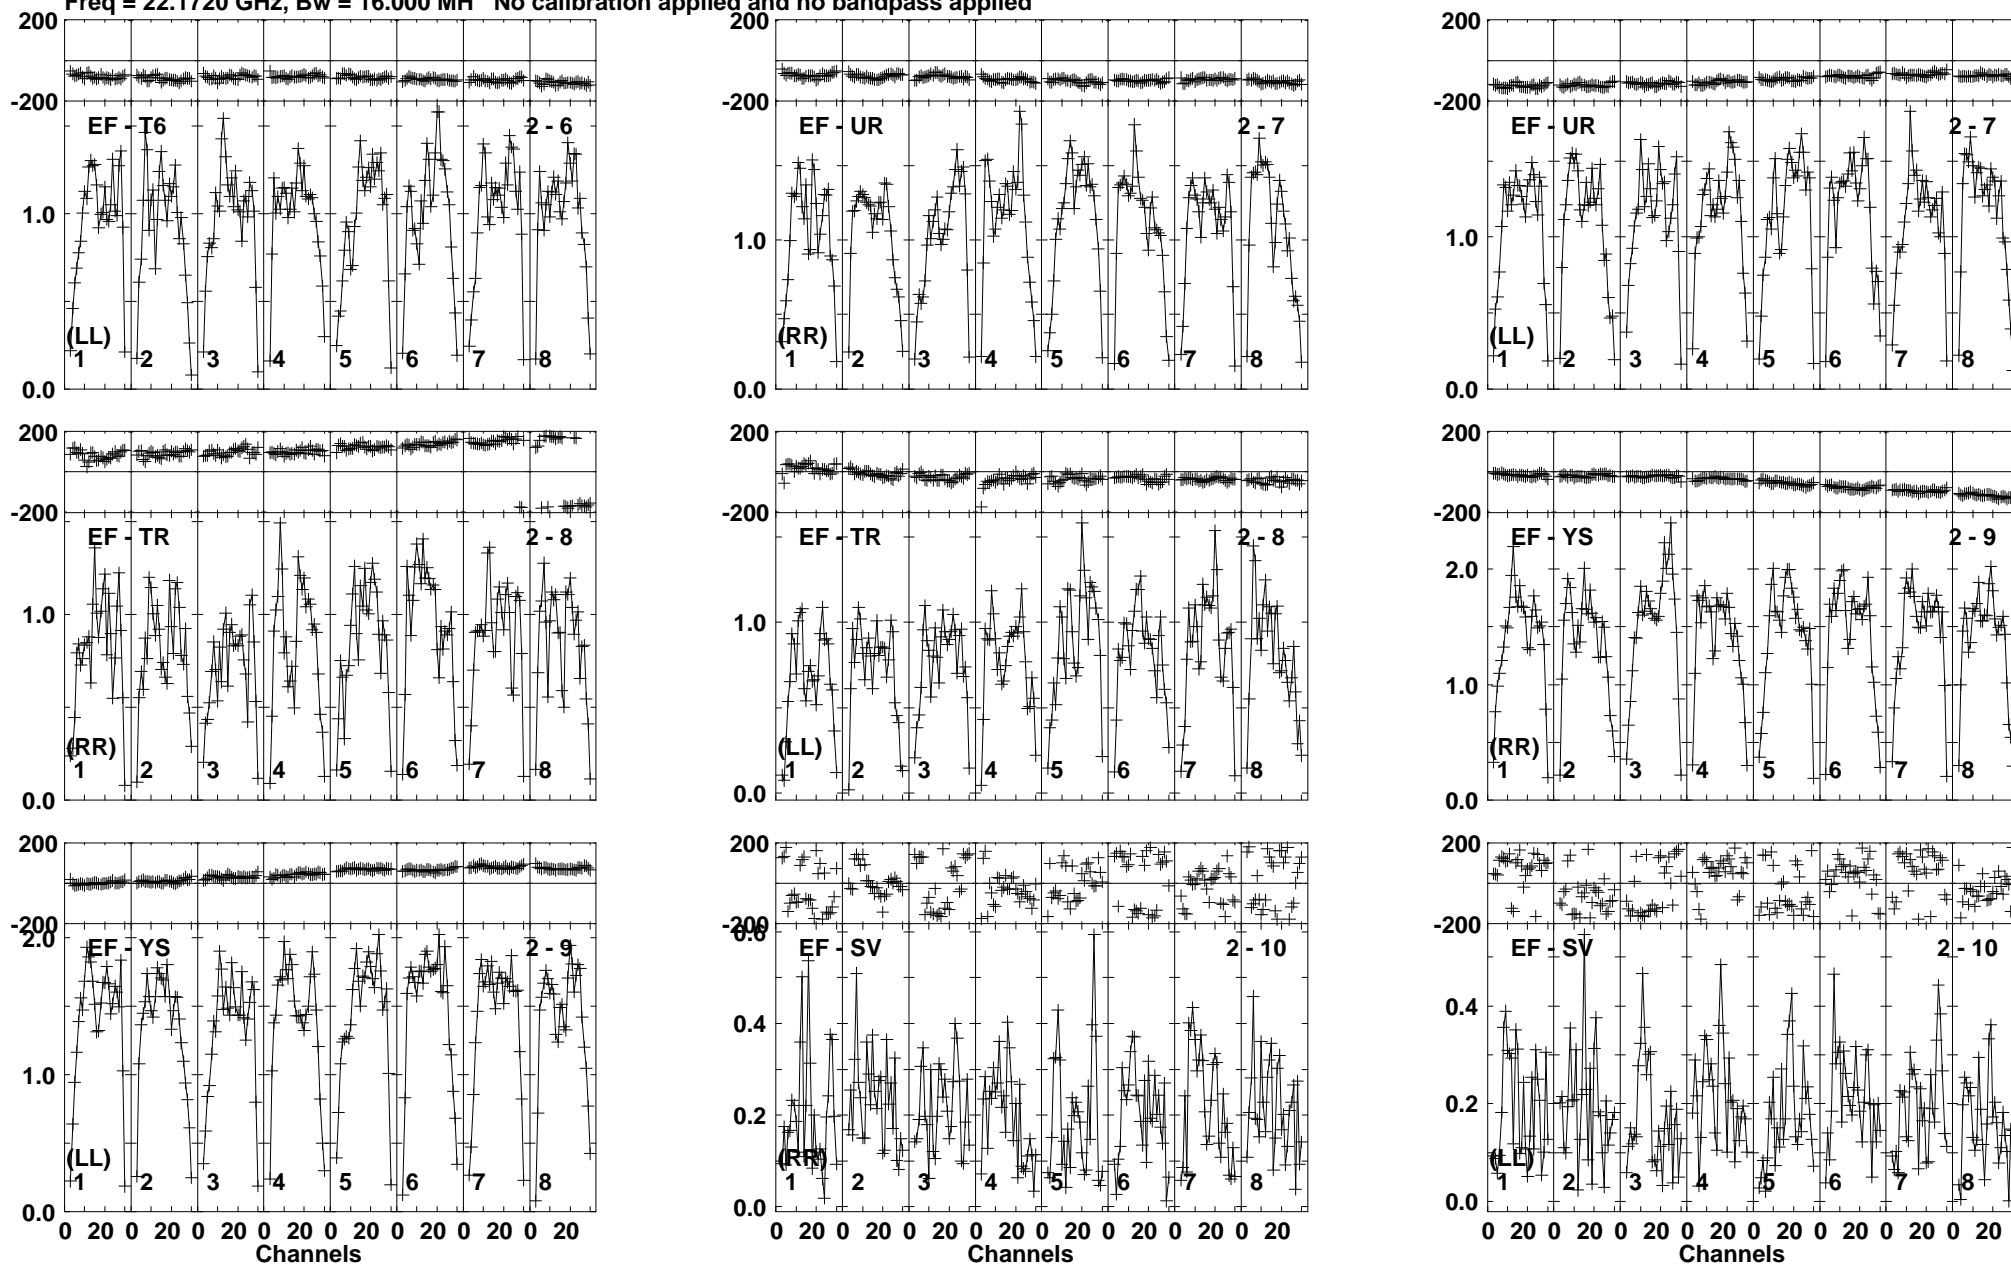 Freq = 22.1720 GHz, Bw = 16.000 MH No calibration applied and no bandpass applied
200
-200
EF - T6 2 - 6
1.0
(LL)
1 2 3 4 5 6 7 8
0.0
200
-200
EF - UR 2 - 7
1.0
(RR)
1 2 3 4 5 6 7 8
0.0
200
-200
EF - UR 2 - 7
1.0
(LL)
1 2 3 4 5 6 7 8
0.0
200
-200
EF - TR 2 - 8
1.0
(RR)
1 2 3 4 5 6 7 8
0.0
200
-200
EF - TR 2 - 8
1.0
(LL)
1 2 3 4 5 6 7 8
0.0
200
-200
EF - YS 2 - 9
2.0
1.0
(RR)
1 2 3 4 5 6 7 8
0.0
200
-200
2.0
EF - YS 2 - 9
1.0
(LL)
1 2 3 4 5 6 7 8
0.0
0 20 0 20 0 20 0 20 0 20 0 20 0 20 0 20
Channels
200
-200
0.6
EF - SV 2 - 10
0.4
0.2
(RR)
1 2 3 4 5 6 7 8
0.0
0 20 0 20 0 20 0 20 0 20 0 20 0 20 0 20
Channels
200
-200
EF - SV 2 - 10
0.4
0.2
(LL)
1 2 3 4 5 6 7 8
0.0
0 20 0 20 0 20 0 20 0 20 0 20 0 20 0 20
Channels